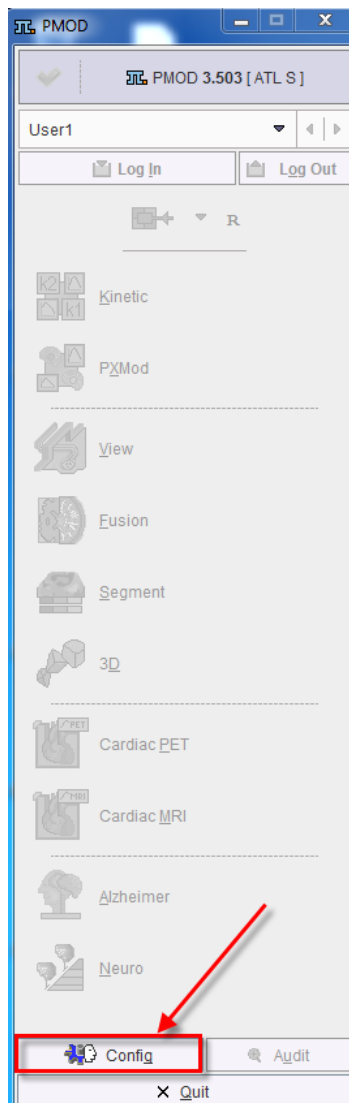 PMOD
PMOD 3.503 [ ATL S ]
User1
Log In
Log Out
R
k2
k1
Kinetic
PXMod
View
Fusion
Segment
3D
PET
Cardiac PET
MRI
Cardiac MRI
Alzheimer
Neuro
Config
Audit
X Quit